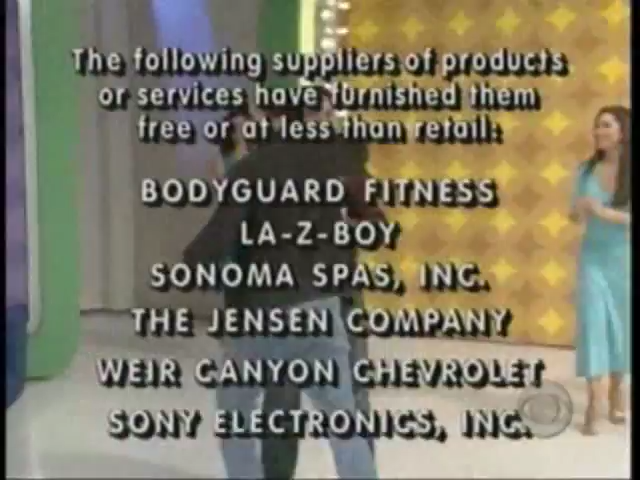 The following suppliers of products
or services have furnished them
free or at less than retail:
BODYGUARD FITNESS
LA-Z-BOY
SONOMA SPAS, INC.
THE JENSEN COMPANY
WEIR CANYON CHEVROLET
SONY ELECTRONICS, INC.